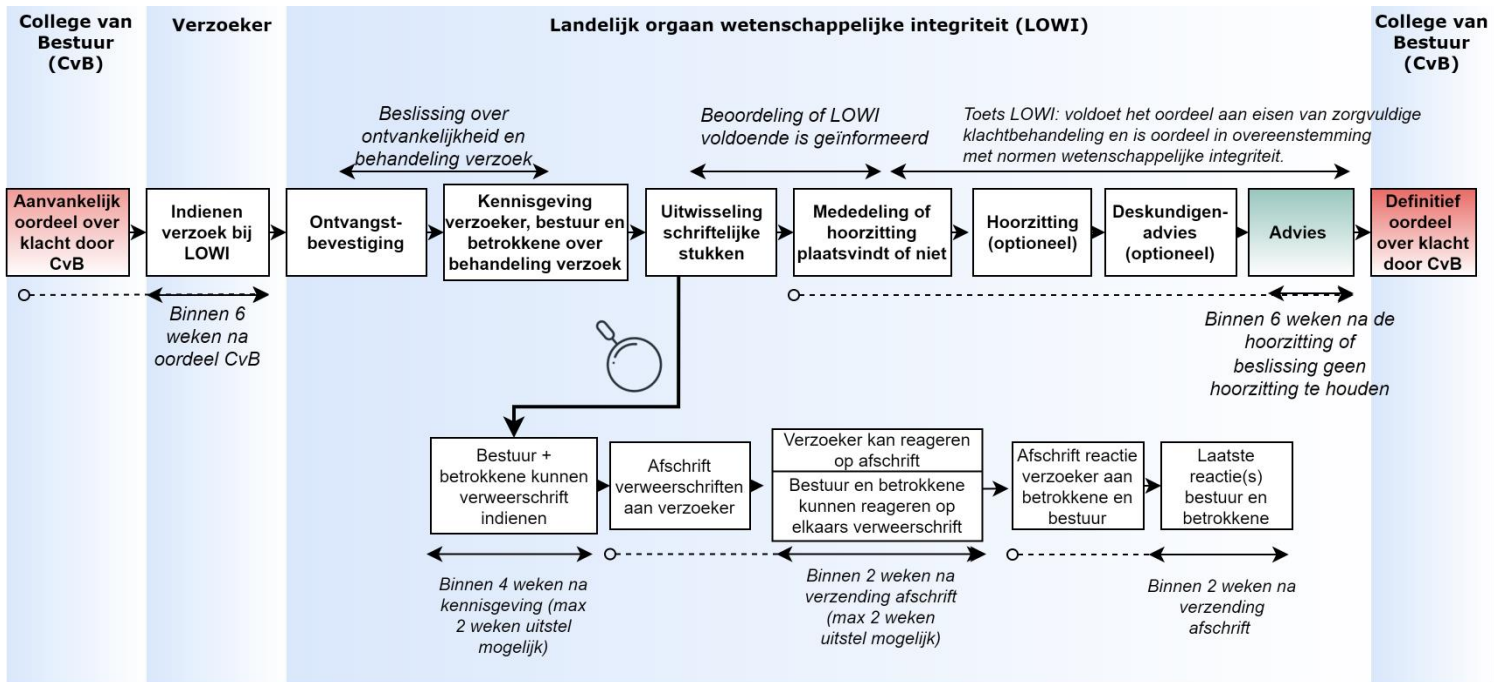 College van
Bestuur
(CvB)
Verzoeker
Landelijk orgaan wetenschappelijke integriteit (LOWI)
College van
Bestuur
(CvB)
Beslissing over
ontvankelijkheid en
behandeling verzoek
Beoordeling of LOWI
voldoende is geïnformeerd
Toets LOWI: voldoet het oordeel aan eisen van zorgvuldige
klachtbehandeling en is oordeel in overeenstemming
met normen wetenschappelijke integriteit.
Aanvankelijk
oordeel over
klacht door
CvB
Indienen
verzoek bij
LOWI
Ontvangst-
bevestiging
Kennisgeving
verzoeker, bestuur en
betrokkene over
behandeling verzoek
Uitwisseling
schriftelijke
stukken
Mededeling of
hoorzitting
plaatsvindt of niet
Hoorzitting
(optioneel)
Deskundigen-
advies
(optioneel)
Advies
Definitief
oordeel
over klacht
door CvB
Binnen 6
weken na
oordeel CvB
Binnen 6 weken na de
hoorzitting of
beslissing geen
hoorzitting te houden
Bestuur +
betrokkene kunnen
verweerschrift
indienen
Afschrift
verweerschriften
aan verzoeker
Verzoeker kan reageren
op afschrift
Bestuur en betrokkene
kunnen reageren op
elkaars verweerschrift
Afschrift reactie
verzoeker aan
betrokkene en
bestuur
Laatste
reactie(s)
bestuur en
betrokkene
Binnen 4 weken na
kennisgeving (max
2 weken uitstel
mogelijk)
Binnen 2 weken na
verzending afschrift
(max 2 weken
uitstel mogelijk)
Binnen 2 weken na
verzending
afschrift